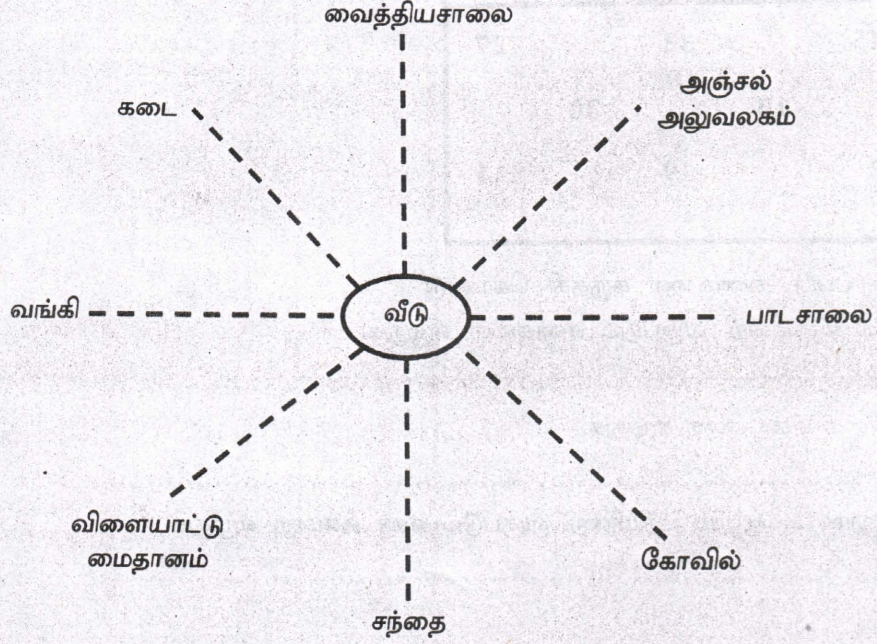 வைத்தியசாலை
கடை
அஞ்சல்
அலுவலகம்
வங்கி
வீடு
பாடசாலை
விளையாட்டு
மைதானம்
கோவில்
சந்தை